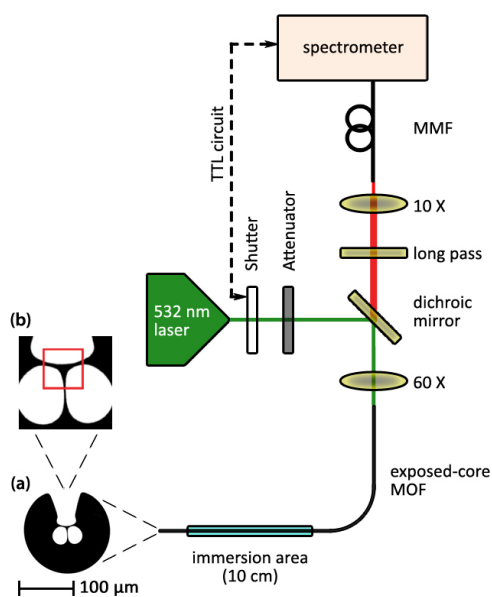 spectrometer
TTL circuit
MMF
10 X
Shutter
Attenuator
long pass
532 nm
laser
dichroic
mirror
(b)
60 X
exposed-core
MOF
(a)
immersion area
(10 cm)
100 µm